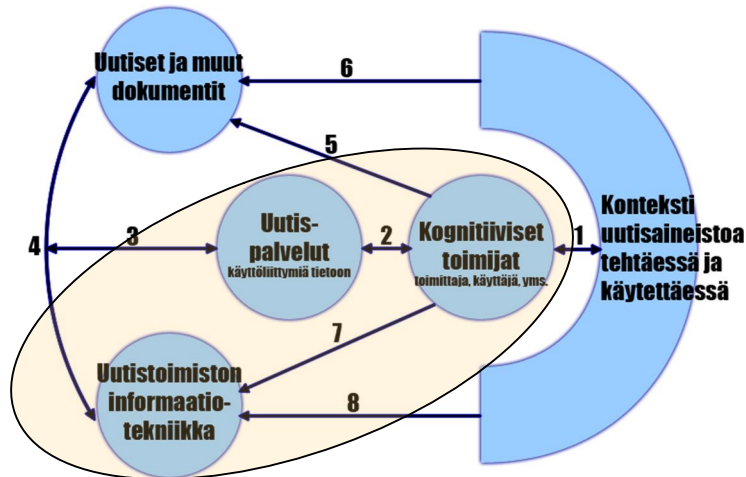 Uutiset ja muut
dokumentit
6
5
Uutis-
palvelut
käyttöliittymiä tietoon
Kognitiiviset
toimijat
toimittaja, käyttäjä, yms.
Konteksti
uutisaineistoa
tehtäessä ja
käytettäessä
4
3
2
1
7
Uutistoimiston
informaatio-
tekniikka
8